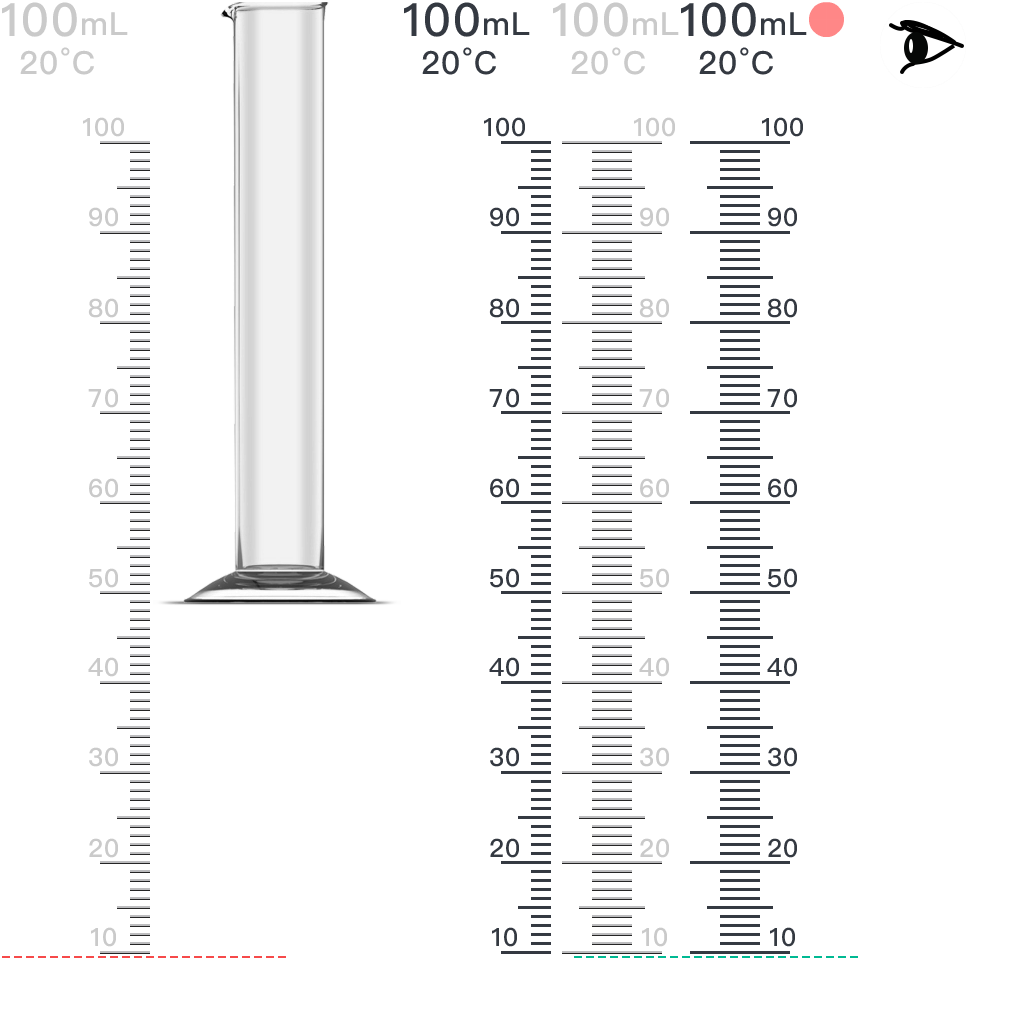 100mL 100mL 100mL 100mL
20°C 20°C 20°C 20°C
100 100 100 100
90 90 90 90
80 80 80 80
70 70 70 70
60 60 60 60
50 50 50 50
40 40 40 40
30 30 30 30
20 20 20 20
10 10 10 10